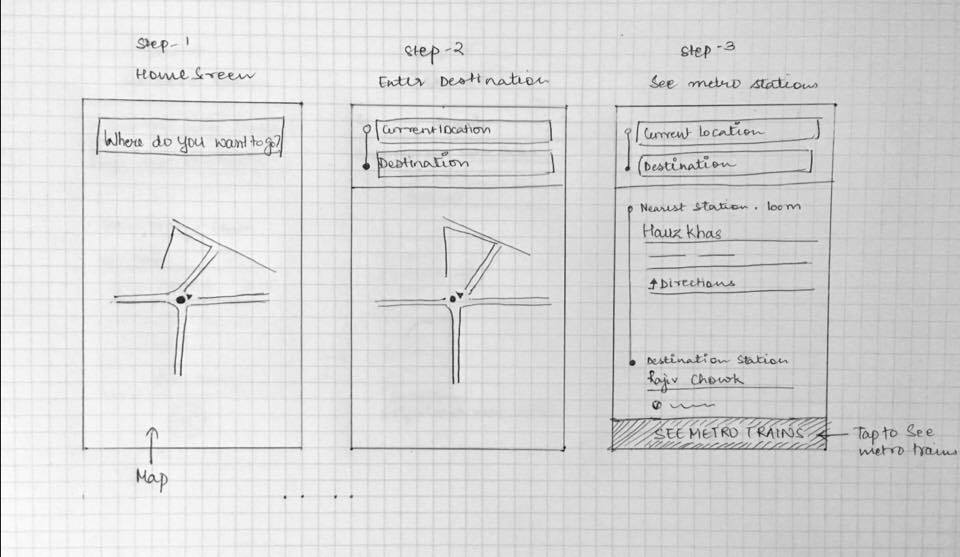 Step-1
Home Screen
Where do you want to go?
Map
Step-2
Enter Destination
Current location
Destination
Step-3
See metro stations
Current location
Destination
Nearest Station. 100m
Hauz Khas
Directions
Destination Station
Rajiv Chowk
SEE METRO TRAINS
Tap to See
metro trains